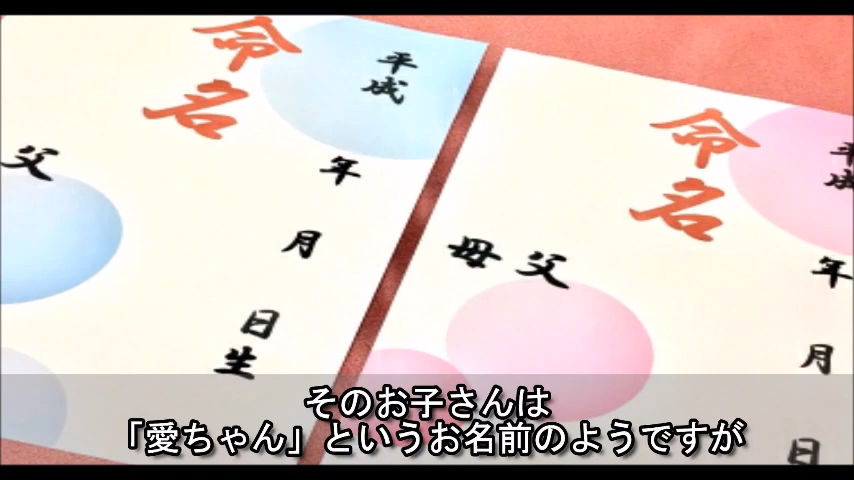 命名
平成
年
月
日生
父
命名
平成
年
月
日
父
母
そのお子さんは
「愛ちゃん」というお名前のようですが